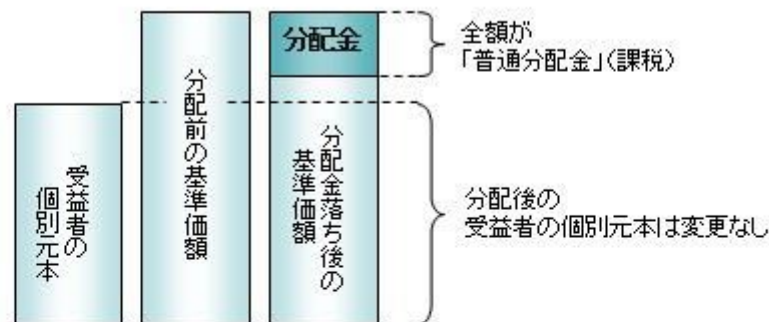 受益者の
個別元本
分配前の基準価額
分配金
分配金落ち後の
基準価額
全額が
「普通分配金」(課税)
分配後の
受益者の個別元本は変更なし